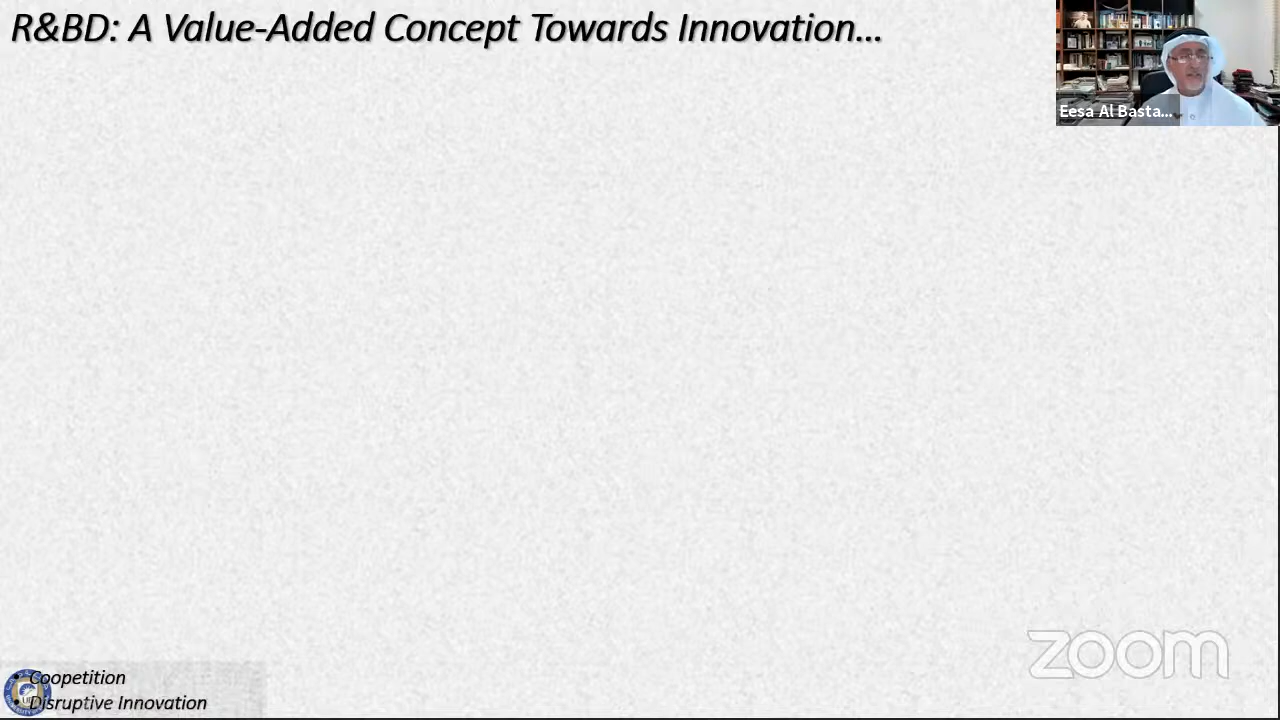 R&BD: A Value-Added Concept Towards Innovation...
Eesa Al Basta...
• Coopetition
• Disruptive Innovation
zoom